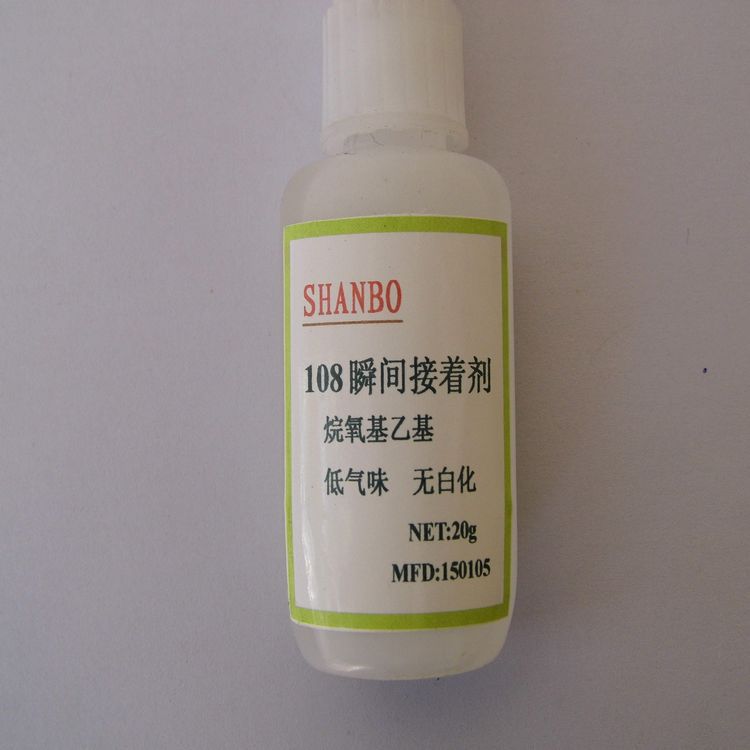 SHANBO
108瞬间接着剂
烷氧基乙基
低气味 无白化
NET:20g
MFD:150105